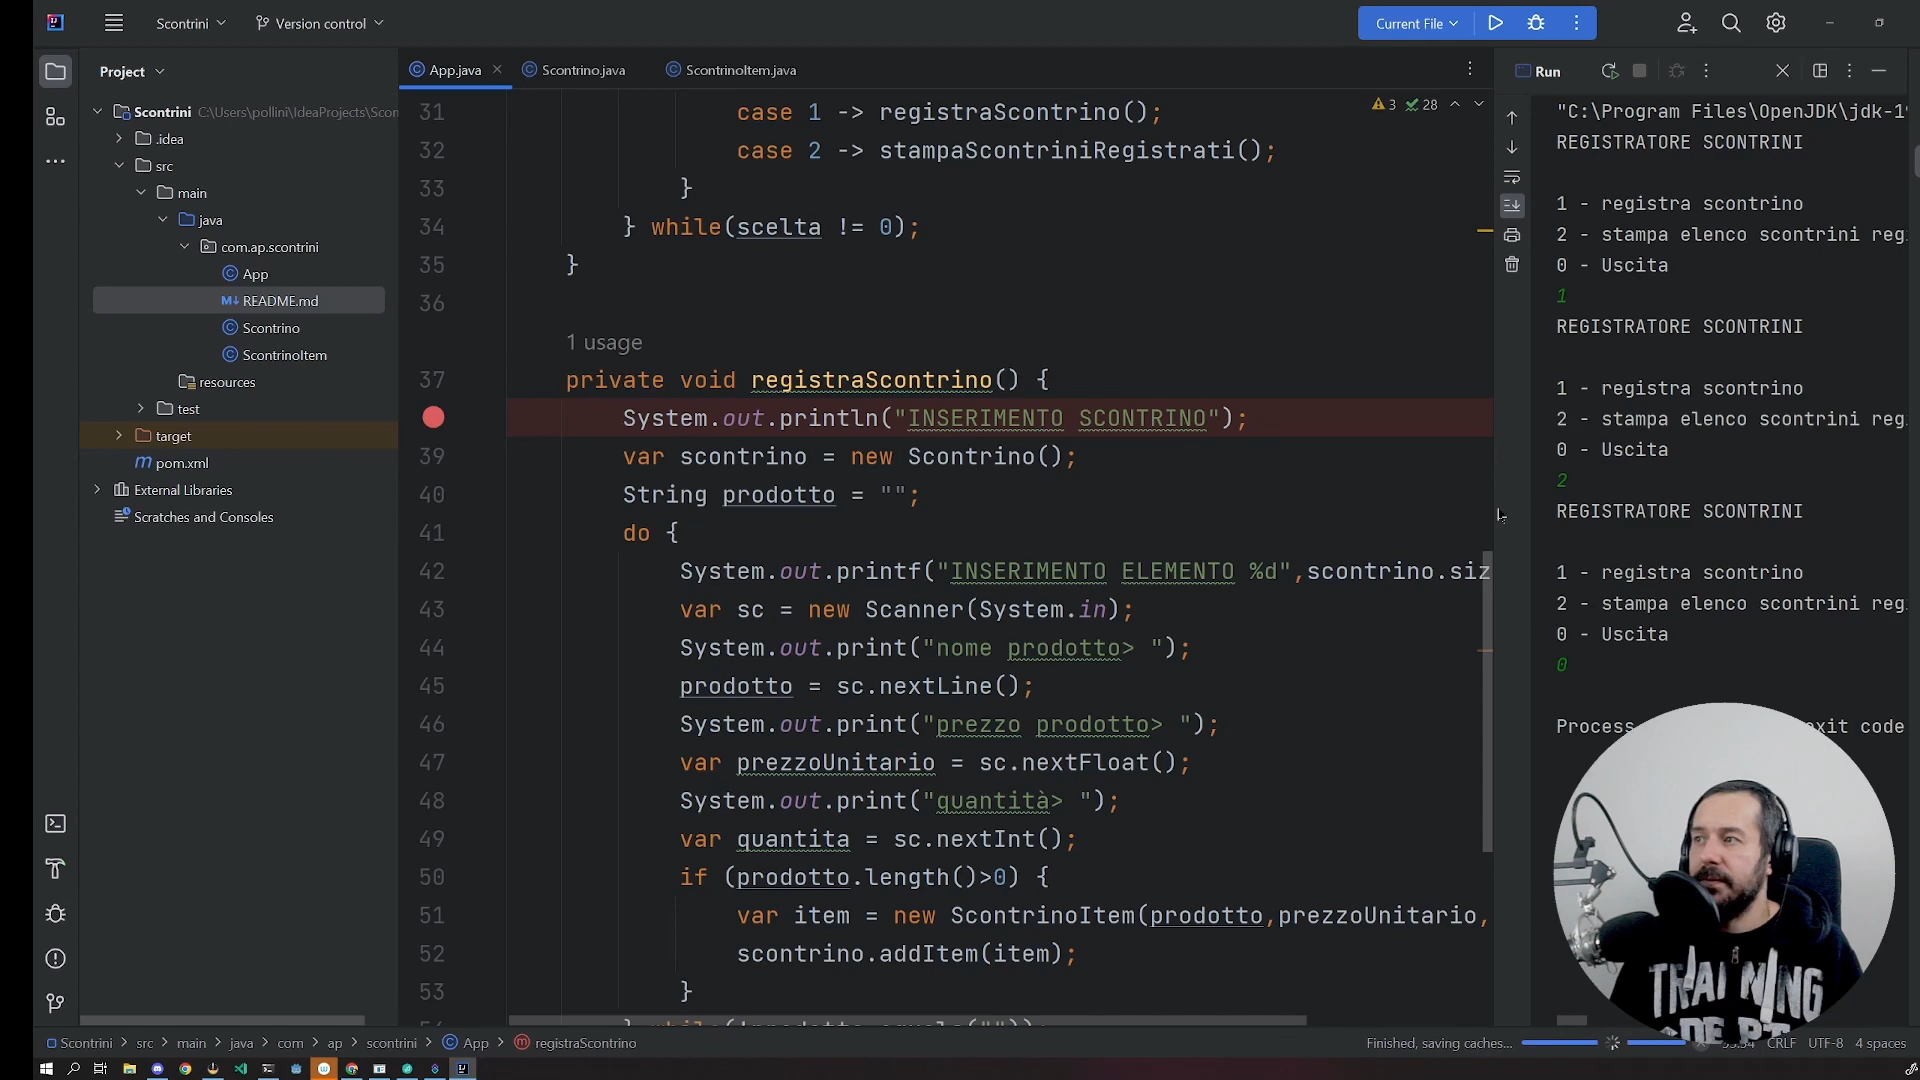 Scontrini
Version control
Current File
Project
App.java
Scontrino.java
ScontrinoItem.java
Run
Scontrini C:\Users\pollini\IdeaProjects\Scon
.idea
src
main
java
com.ap.scontrini
App
README.md
Scontrino
ScontrinoItem
resources
test
target
pom.xml
External Libraries
Scratches and Consoles
3 28
31 case 1 -> registraScontrino();
32 case 2 -> stampaScontriniRegistrati();
33 }
34 } while(scelta != 0);
35 }
36
1 usage
37 private void registraScontrino() {
System.out.println("INSERIMENTO SCONTRINO");
39 var scontrino = new Scontrino();
40 String prodotto = "";
41 do {
42 System.out.printf("INSERIMENTO ELEMENTO %d",scontrino.siz
43 var sc = new Scanner(System.in);
44 System.out.print("nome prodotto> ");
45 prodotto = sc.nextLine();
46 System.out.print("prezzo prodotto> ");
47 var prezzoUnitario = sc.nextFloat();
48 System.out.print("quantità> ");
49 var quantita = sc.nextInt();
50 if (prodotto.length()>0) {
51 var item = new ScontrinoItem(prodotto,prezzoUnitario,
52 scontrino.addItem(item);
53 }
"C:\Program Files\OpenJDK\jdk-19
REGISTRATORE SCONTRINI
1 - registra scontrino
2 - stampa elenco scontrini reg
0 - Uscita
1
REGISTRATORE SCONTRINI
1 - registra scontrino
2 - stampa elenco scontrini reg
0 - Uscita
2
REGISTRATORE SCONTRINI
1 - registra scontrino
2 - stampa elenco scontrini reg
0 - Uscita
0
Process exit code
Scontrini > src > main > java > com > ap > scontrini > App > registraScontrino
Finished, saving caches...
CRLF UTF-8 4 spaces